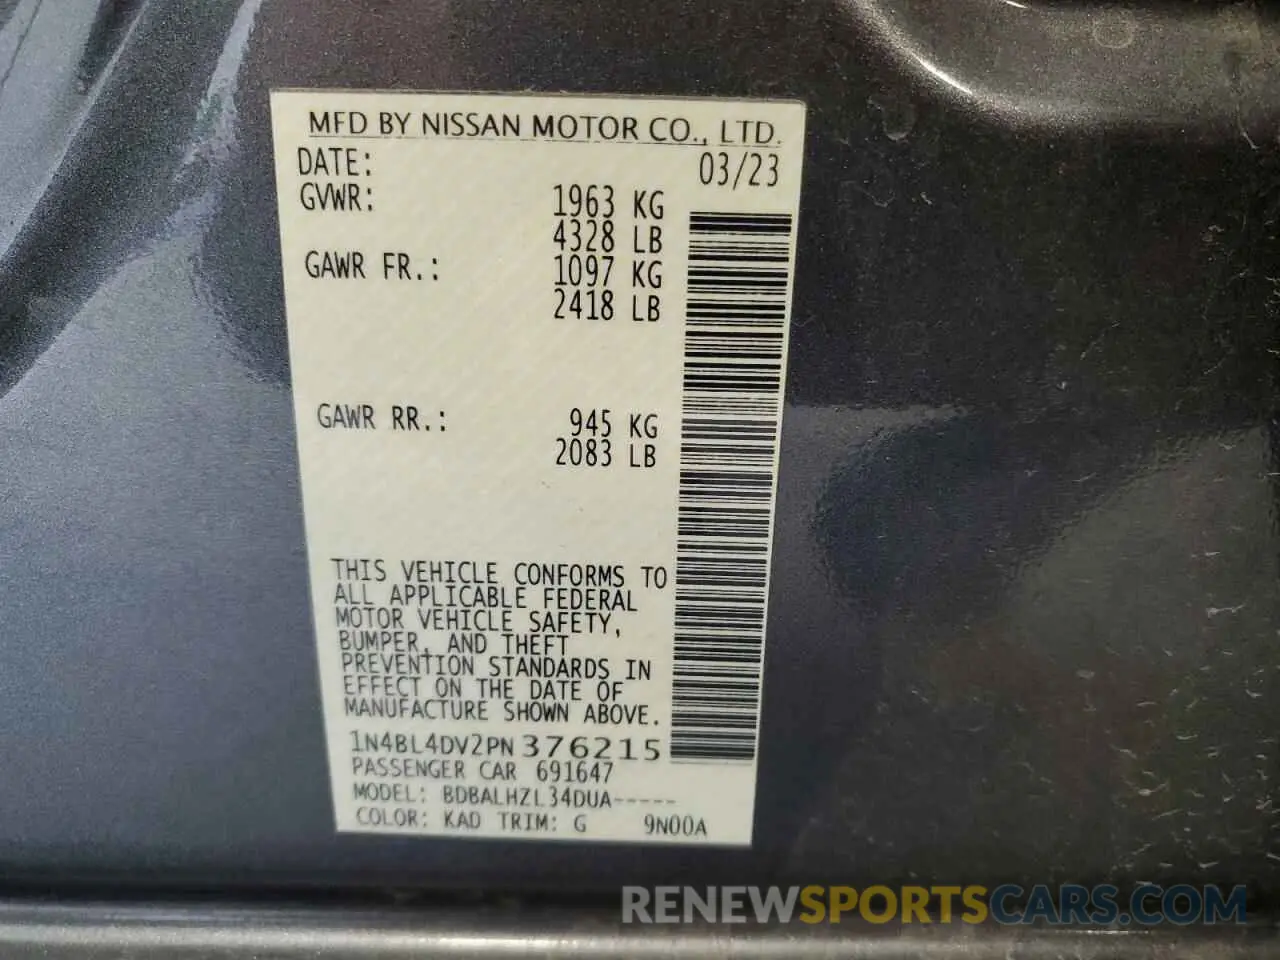 MFD BY NISSAN MOTOR CO., LTD.
DATE: 03/23
GVWR: 1963 KG
4328 LB
GAWR FR.: 1097 KG
2418 LB
GAWR RR.: 945 KG
2083 LB
THIS VEHICLE CONFORMS TO
ALL APPLICABLE FEDERAL
MOTOR VEHICLE SAFETY,
BUMPER, AND THEFT
PREVENTION STANDARDS IN
EFFECT ON THE DATE OF
MANUFACTURE SHOWN ABOVE.
1N4BL4DV2PN376215
PASSENGER CAR 691647
MODEL: BDBALHZL34DUA-----
COLOR: KAD TRIM: G 9N00A
RENEWSPORTSCARS.COM